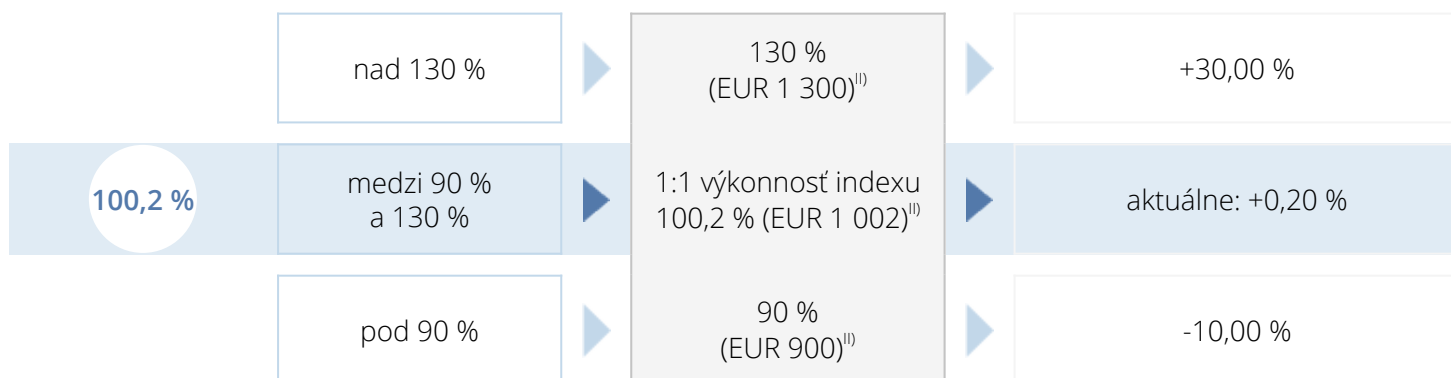 nad 130 %
130 %
(EUR 1 300)II)
+30,00 %
100,2 %
medzi 90 %
a 130 %
1:1 výkonnosť indexu
100,2 % (EUR 1 002)II)
aktuálne: +0,20 %
pod 90 %
90 %
(EUR 900)II)
-10,00 %